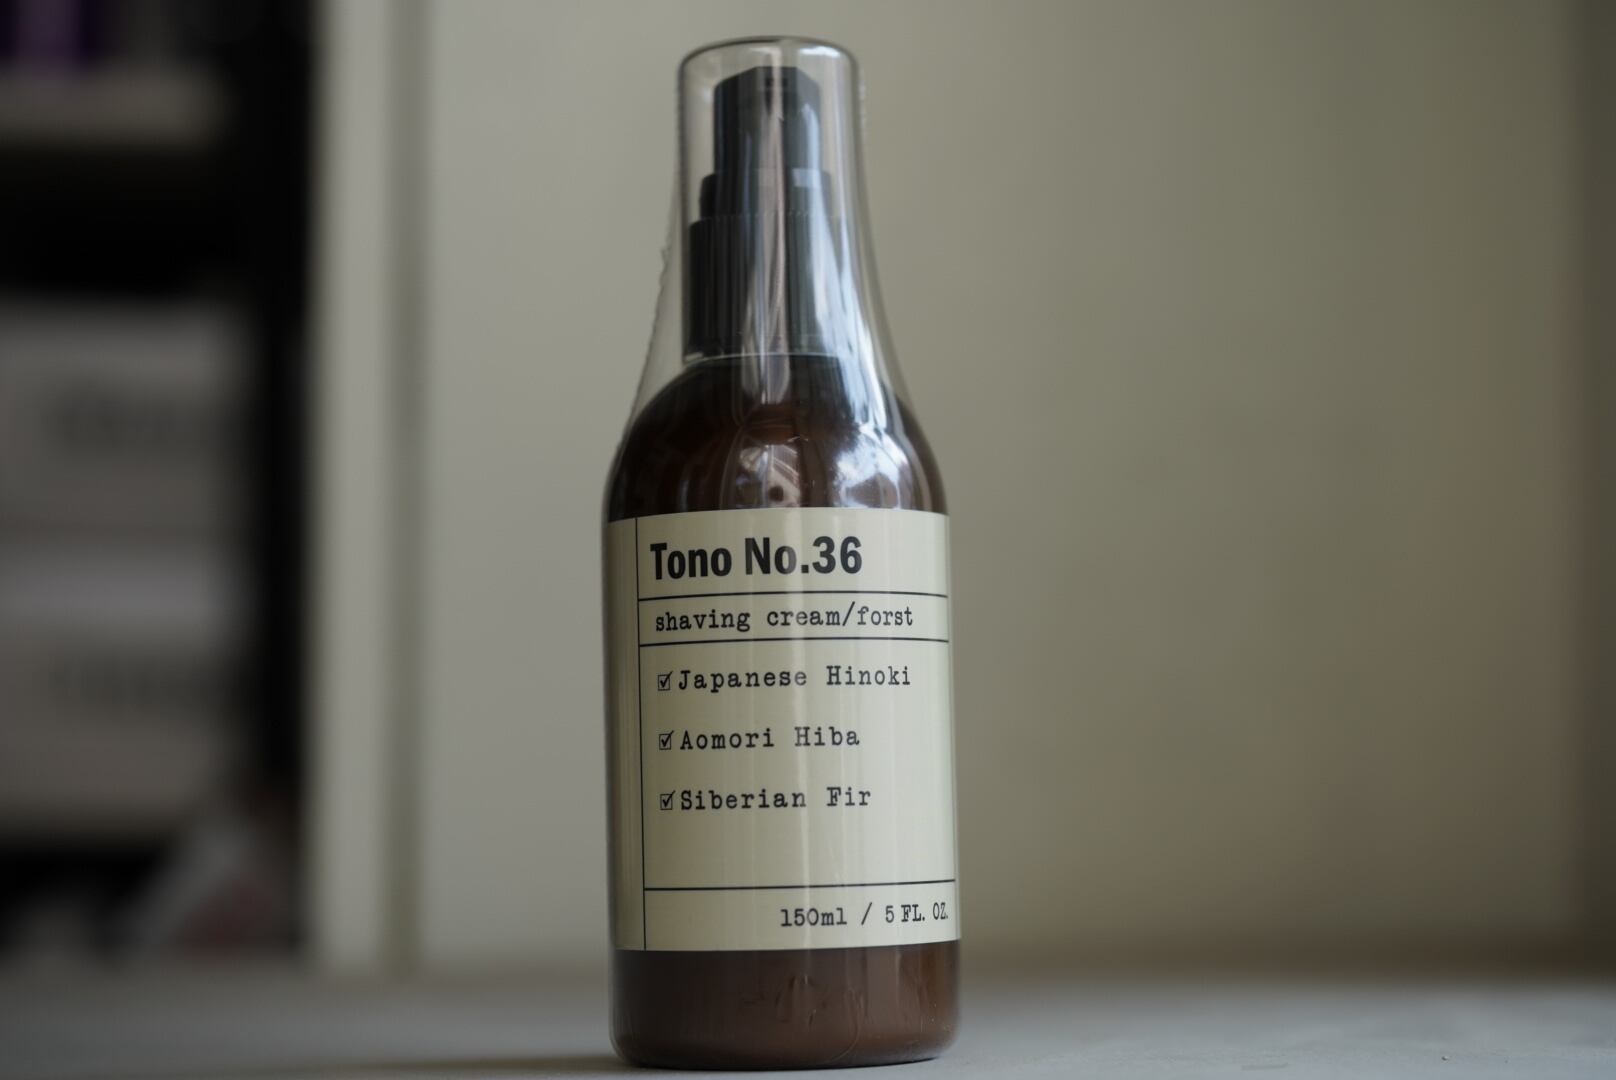 Tono No.36
shaving cream/forst
☑Japanese Hinoki
☑Aomori Hiba
☑Siberian Fir
150ml / 5 FL. OZ.